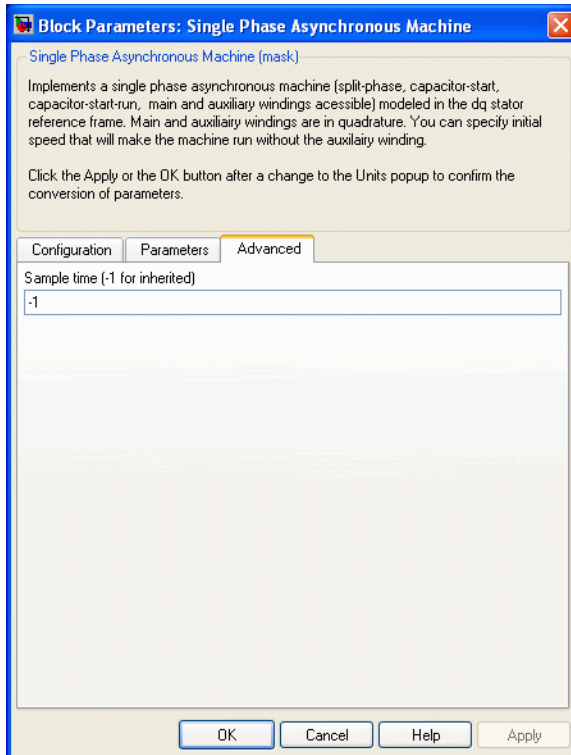 Block Parameters: Single Phase Asynchronous Machine
Single Phase Asynchronous Machine (mask)
Implements a single phase asynchronous machine (split-phase, capacitor-start,
capacitor-start-run, main and auxiliary windings acessible) modeled in the dq stator
reference frame. Main and auxiliairy windings are in quadrature. You can specify initial
speed that will make the machine run without the auxilairy winding.
Click the Apply or the OK button after a change to the Units popup to confirm the
conversion of parameters.
Configuration Parameters Advanced
Sample time (-1 for inherited)
-1
OK Cancel Help Apply